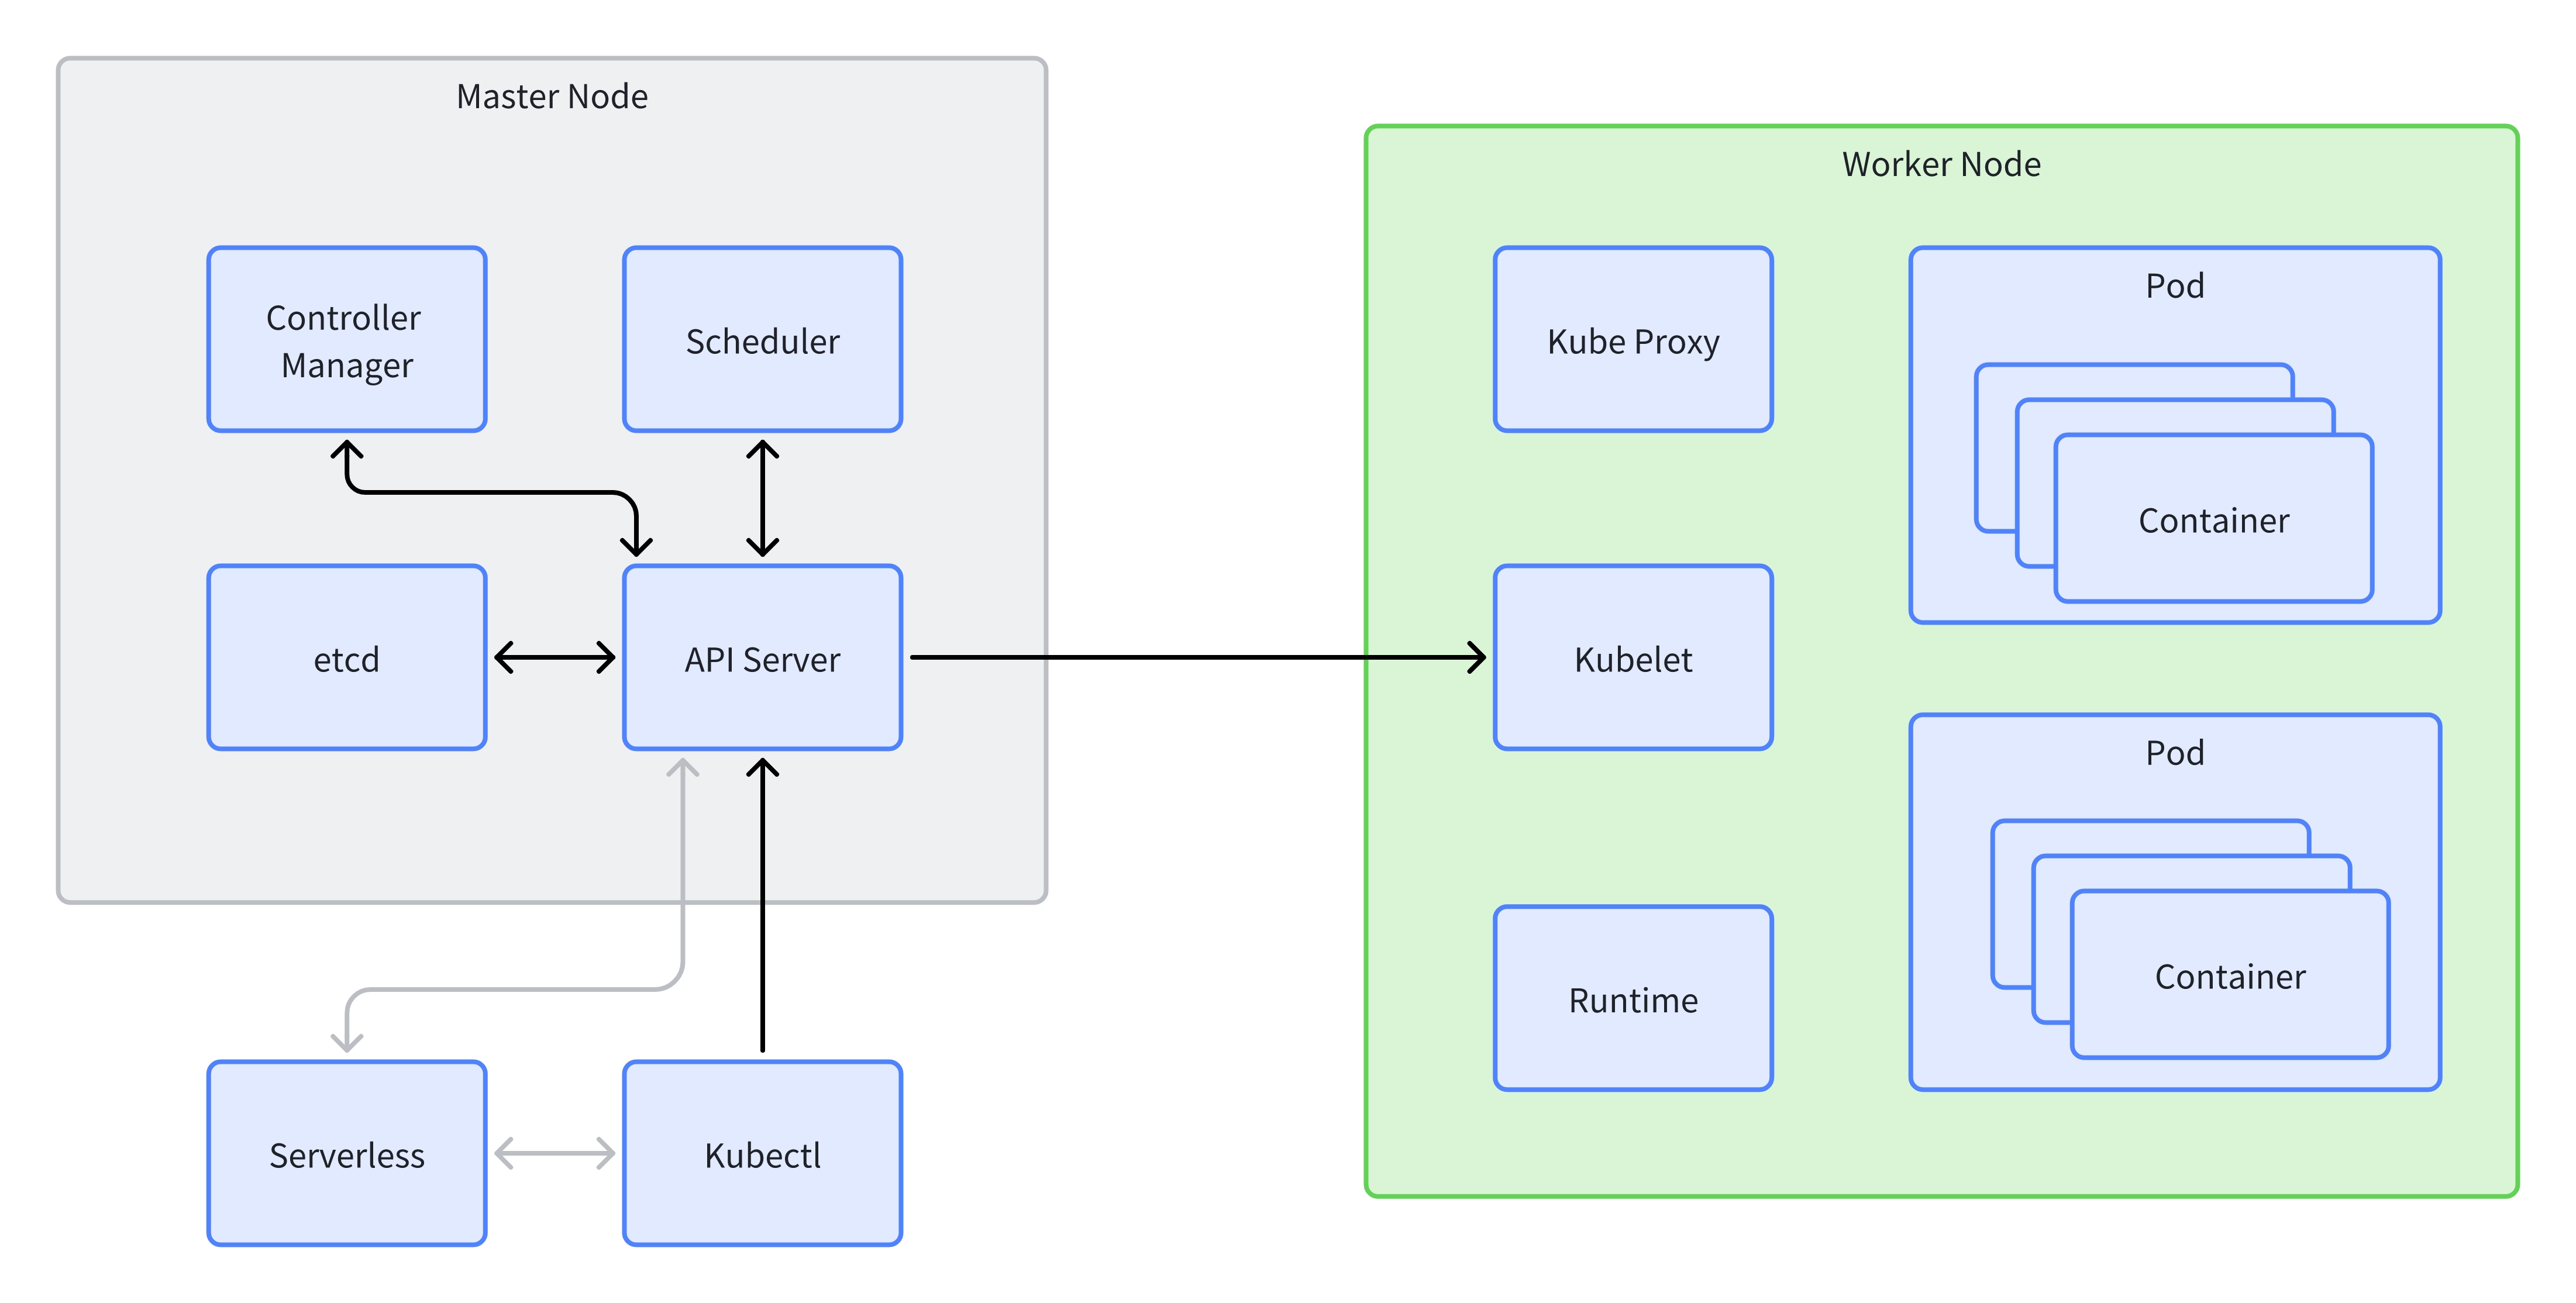 Master Node
Controller
Manager
Scheduler
etcd
API Server
Serverless
Kubectl
Worker Node
Kube Proxy
Kubelet
Runtime
Pod
Container
Pod
Container